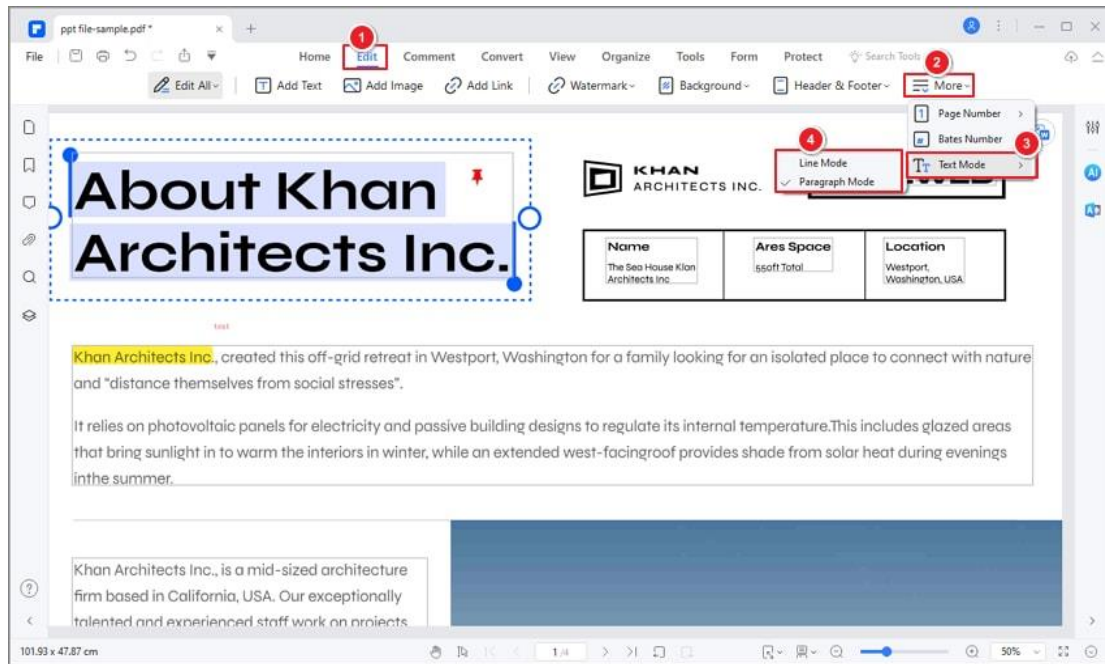 ppt file-sample.pdf *
1
File Home Edit Comment Convert View Organize Tools Form Protect Search Tools
2
Edit All Add Text Add Image Add Link Watermark Background Header & Footer More
1 Page Number
# Bates Number
3
4
Text Mode
Line Mode
Paragraph Mode
About Khan
Architects Inc.
KHAN
ARCHITECTS INC.
Name
The Sea House Klan
Architects Inc
Ares Space
550ft Total
Location
Westport,
Washington, USA
AI
text
Khan Architects Inc., created this off-grid retreat in Westport, Washington for a family looking for an isolated place to connect with nature
and “distance themselves from social stresses”.
It relies on photovoltaic panels for electricity and passive building designs to regulate its internal temperature.This includes glazed areas
that bring sunlight in to warm the interiors in winter, while an extended west-facingroof provides shade from solar heat during evenings
inthe summer.
Khan Architects Inc., is a mid-sized architecture
firm based in California, USA. Our exceptionally
talented and experienced staff work on projects
101.93 x 47.87 cm 1 /4 50%